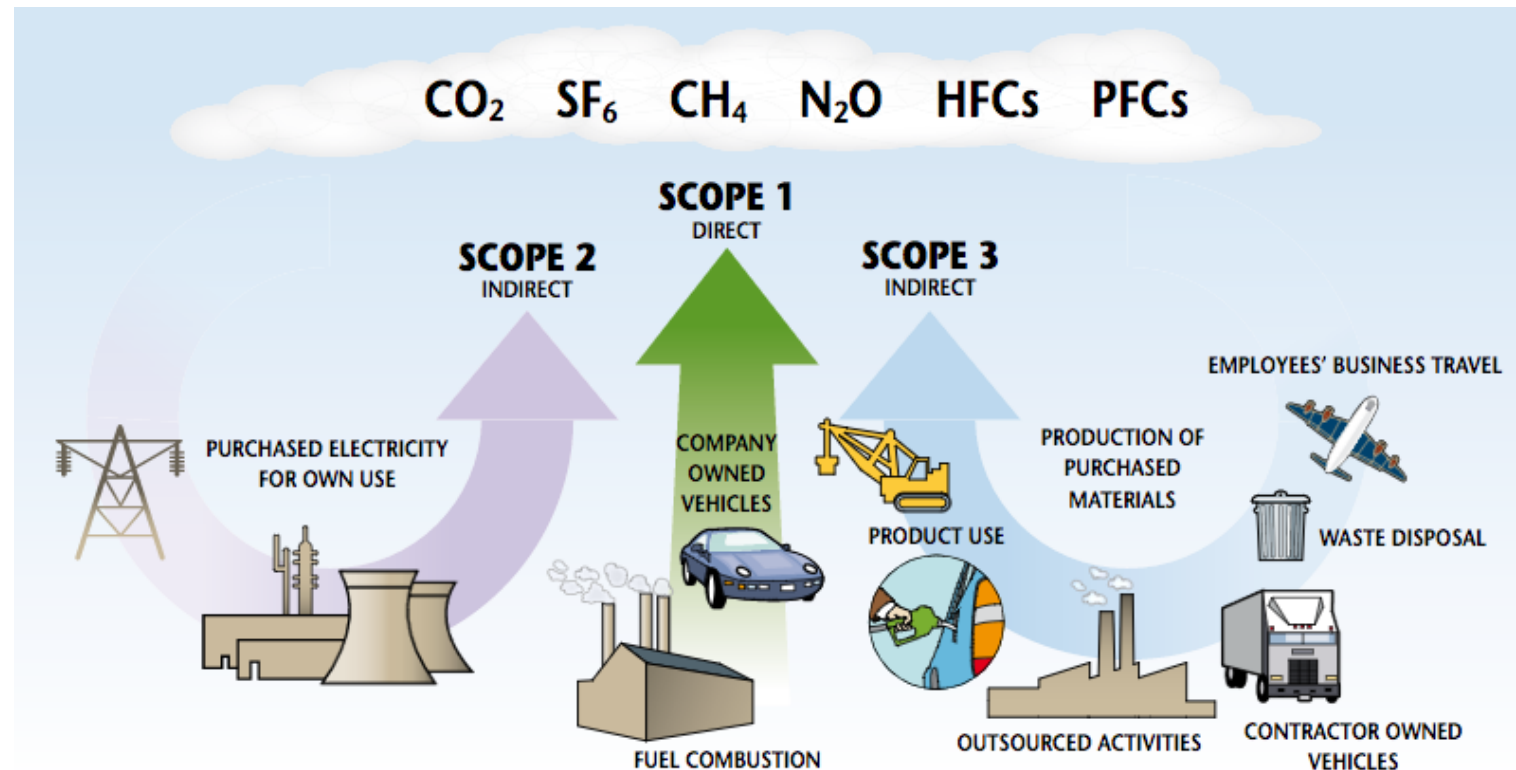 CO₂ SF₆ CH₄ N₂O HFCs PFCs
SCOPE 1
DIRECT
SCOPE 2
INDIRECT
SCOPE 3
INDIRECT
PURCHASED ELECTRICITY
FOR OWN USE
COMPANY
OWNED
VEHICLES
FUEL COMBUSTION
PRODUCT USE
PRODUCTION OF
PURCHASED
MATERIALS
OUTSOURCED ACTIVITIES
EMPLOYEES’ BUSINESS TRAVEL
WASTE DISPOSAL
CONTRACTOR OWNED
VEHICLES